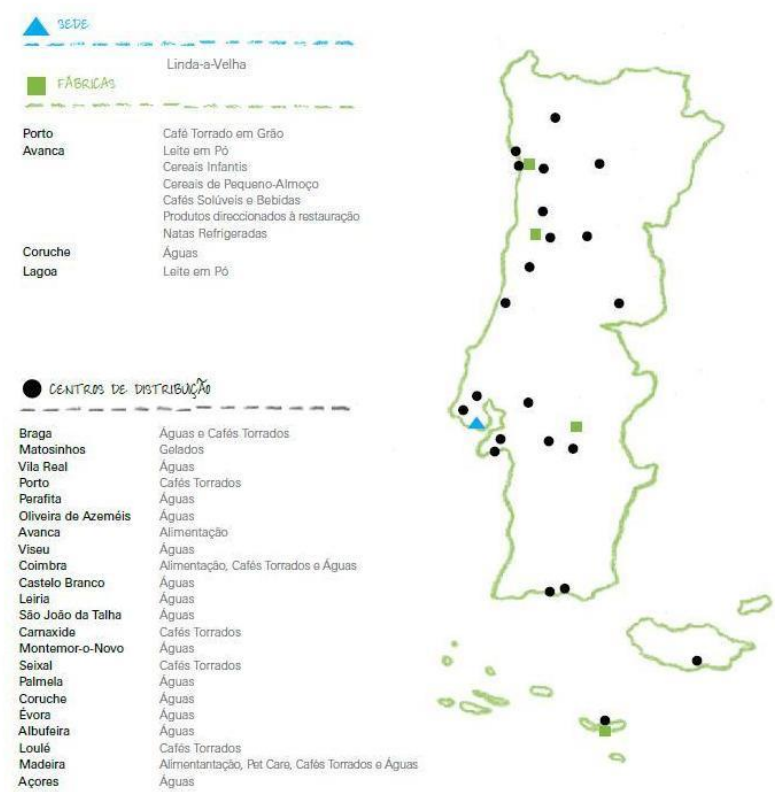 SEDE
Linda-a-Velha
FÁBRICAS
Porto Café Torrado em Grão
Avanca Leite em Pó
Cereais Infantis
Cereais de Pequeno-Almoço
Cafés Solúveis e Bebidas
Produtos direccionados à restauração
Natas Refrigeradas
Coruche Águas
Lagoa Leite em Pó
CENTROS DE DISTRIBUIÇÃO
Braga Águas e Cafés Torrados
Matosinhos Gelados
Vila Real Águas
Porto Cafés Torrados
Perafita Águas
Oliveira de Azeméis Águas
Avanca Alimentação
Viseu Águas
Coimbra Alimentação, Cafés Torrados e Águas
Castelo Branco Águas
Leiria Águas
São João da Talha Águas
Carnaxide Cafés Torrados
Montemor-o-Novo Águas
Seixal Cafés Torrados
Palmela Águas
Coruche Águas
Évora Águas
Albufeira Águas
Loulé Cafés Torrados
Madeira Alimentantação, Pet Care, Cafés Torrados e Águas
Açores Águas